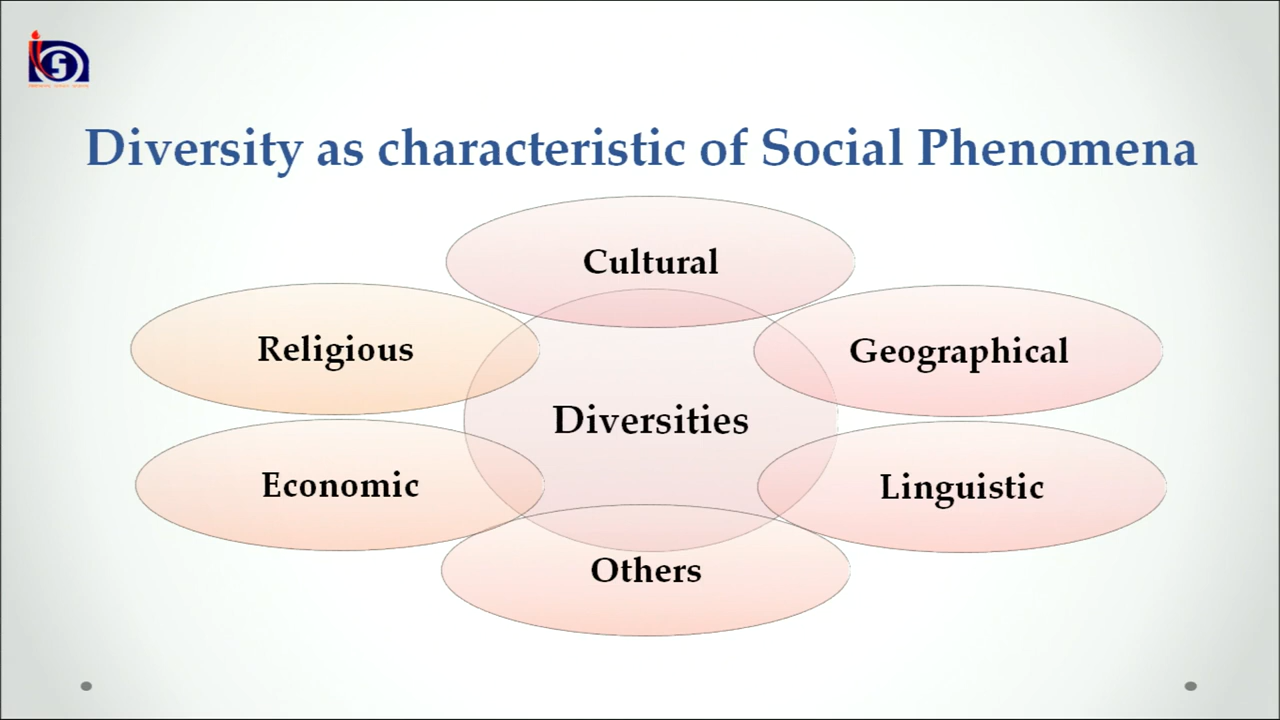 Diversity as characteristic of Social Phenomena
Cultural
Religious
Geographical
Diversities
Economic
Linguistic
Others